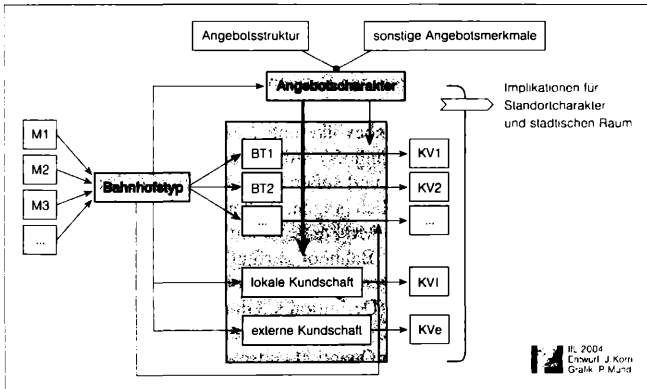 Angebotsstruktur
sonstige Angebotsmerkmale
Angebotscharakter
Implikationen für
Standortcharakter
und städtischen Raum
M1
M2
M3
...
Bahnhofstyp
BT1
BT2
...
KV1
KV2
...
lokale Kundschaft
KVl
externe Kundschaft
KVe
IfL 2004
Entwurf: J. Korn
Grafik: P. Mund